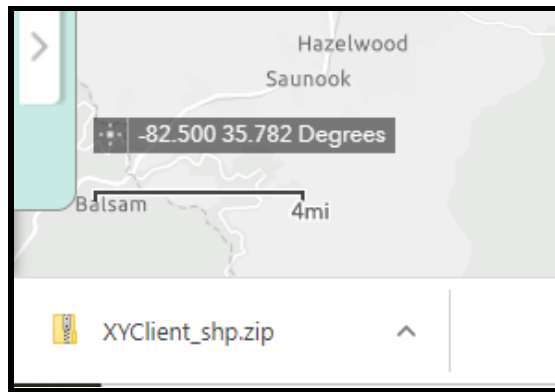 Hazelwood
Saunook
-82.500 35.782 Degrees
Balsam
4mi
XYClient_shp.zip